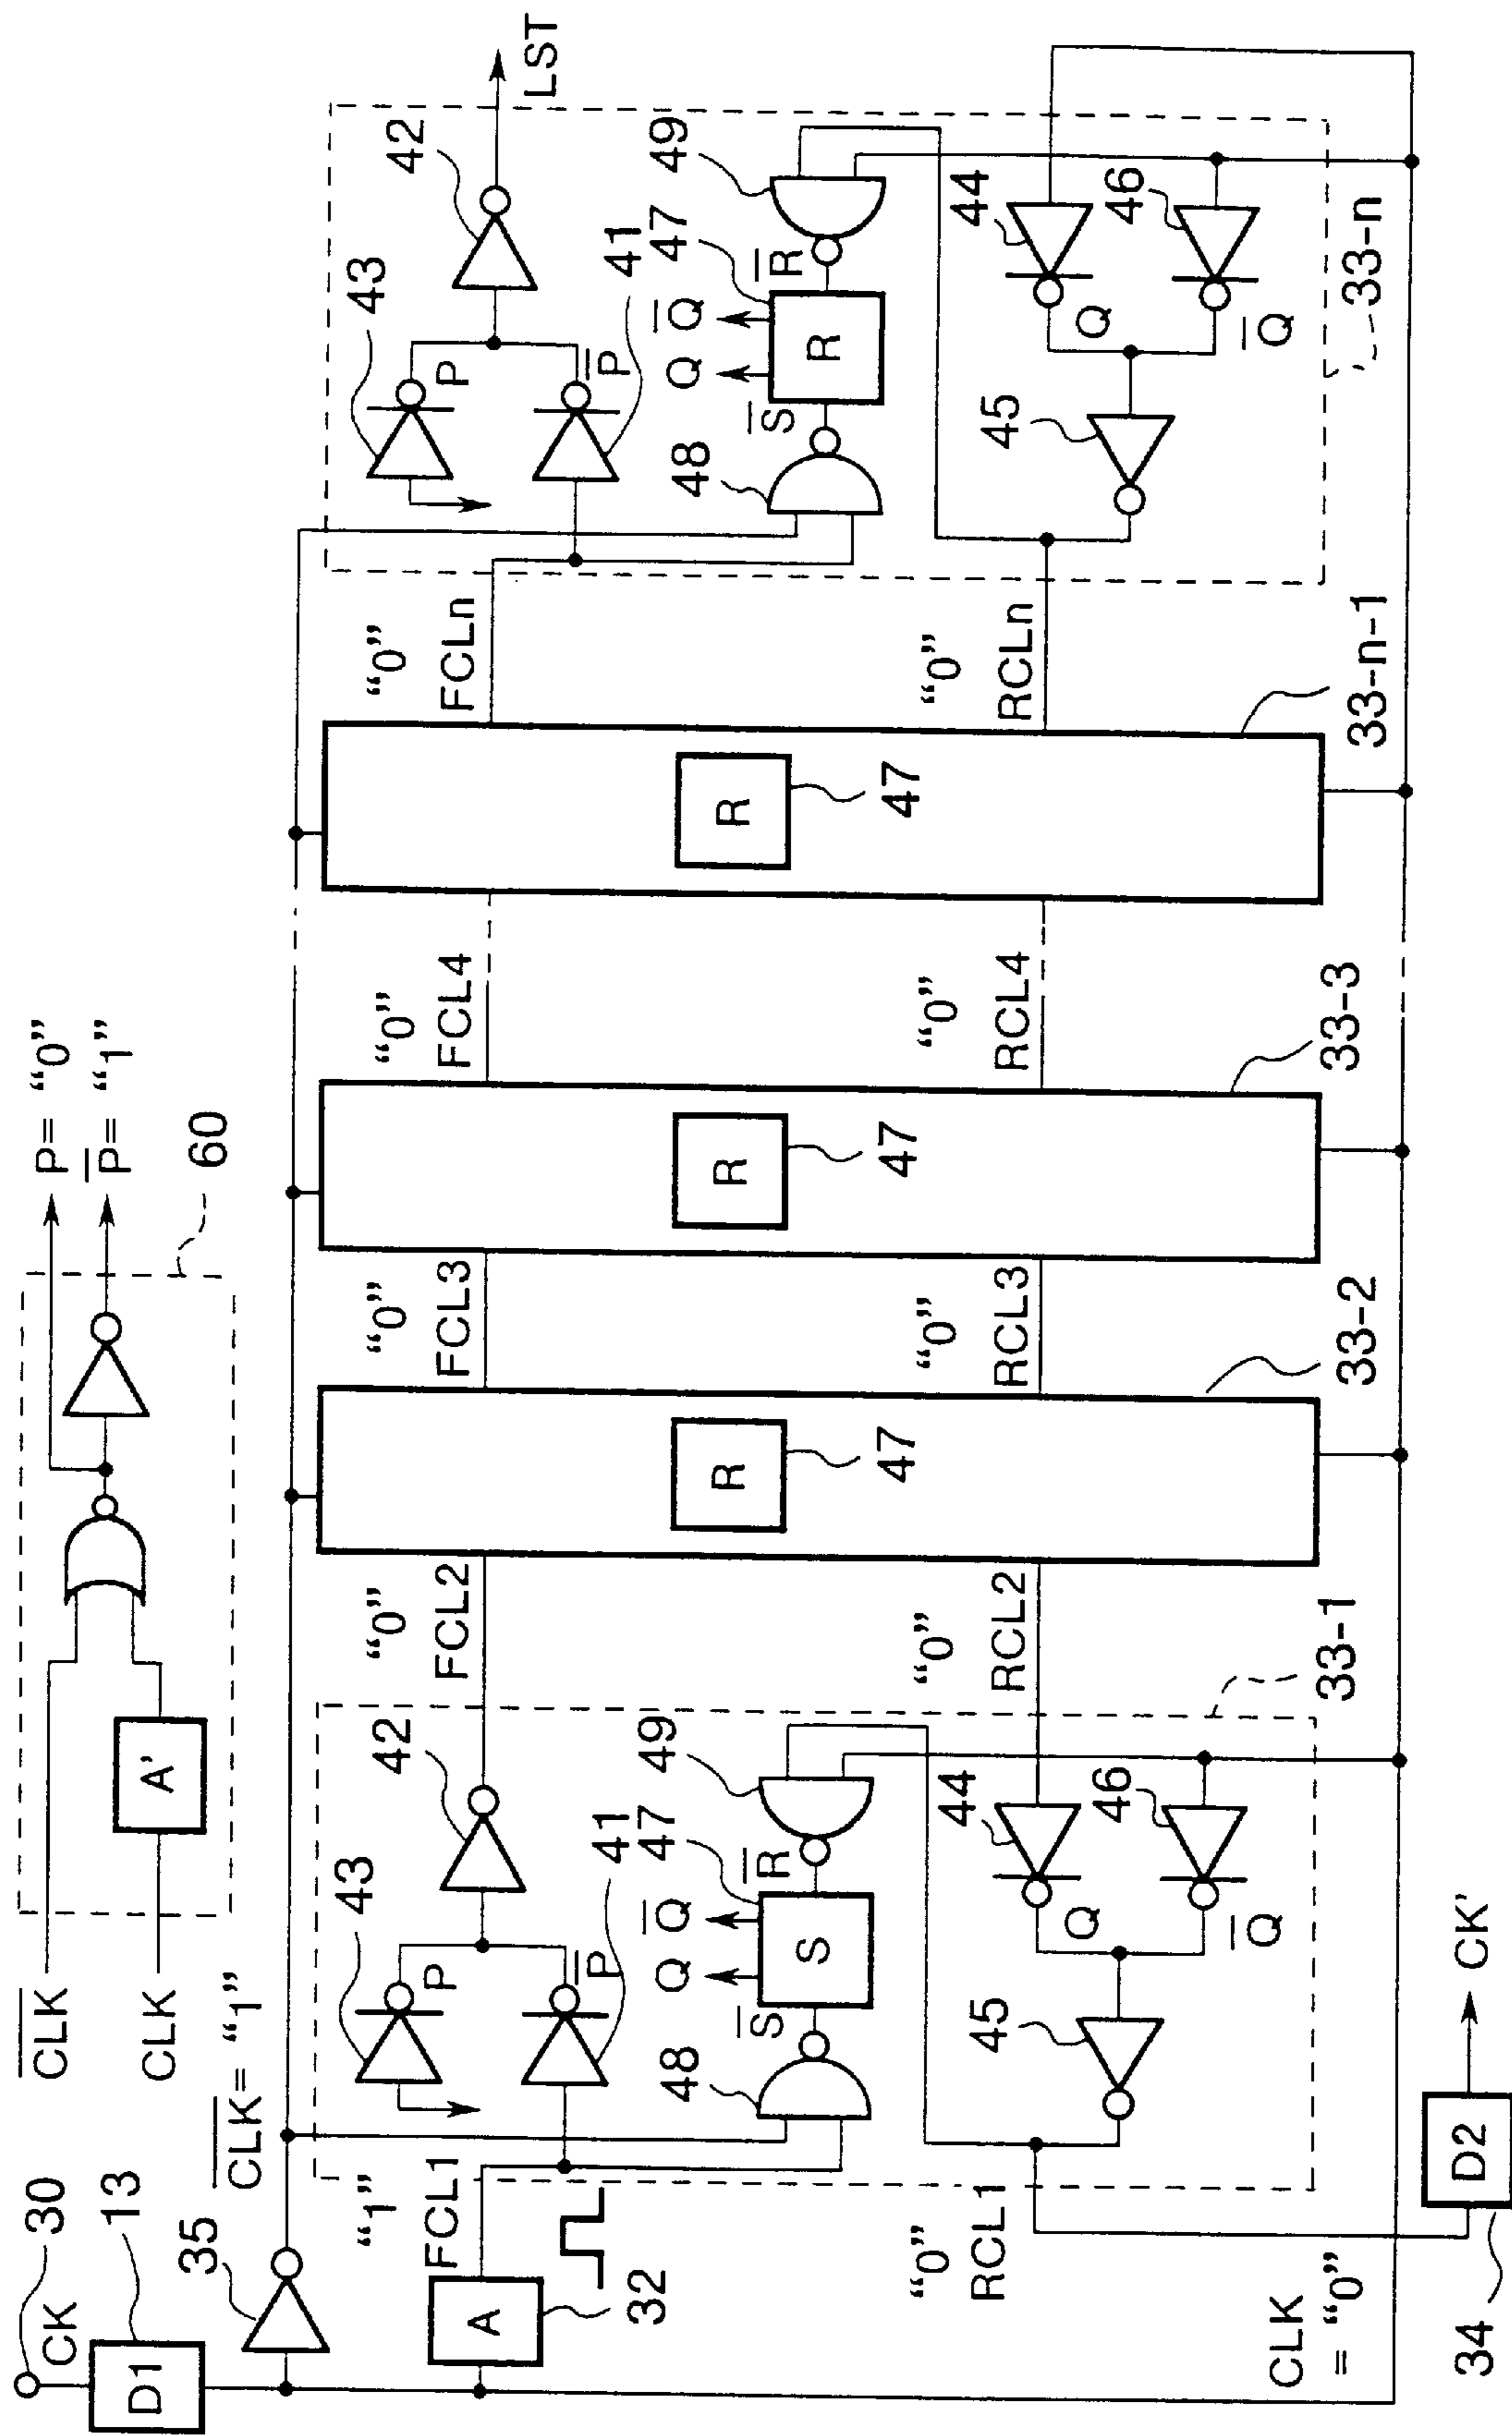 30
CK
D1
13
35
CLK = "1"
A
32
"1"
FCL1
"0"
RCL1
CLK = "0"
34
D2
CK'
CLK
CLK
A'
60
P= "0"
P= "1"
43
P
41
P
42
48
S
S
Q
Q
47
R
49
44
Q
46
Q
45
33-1
"0"
FCL2
"0"
RCL2
R
47
33-2
"0"
FCL3
"0"
RCL3
R
47
33-3
"0"
FCL4
"0"
RCL4
R
47
33-n-1
"0"
FCLn
"0"
RCLn
43
P
41
P
42
LST
48
S
R
Q
Q
47
R
49
44
Q
46
Q
45
33-n